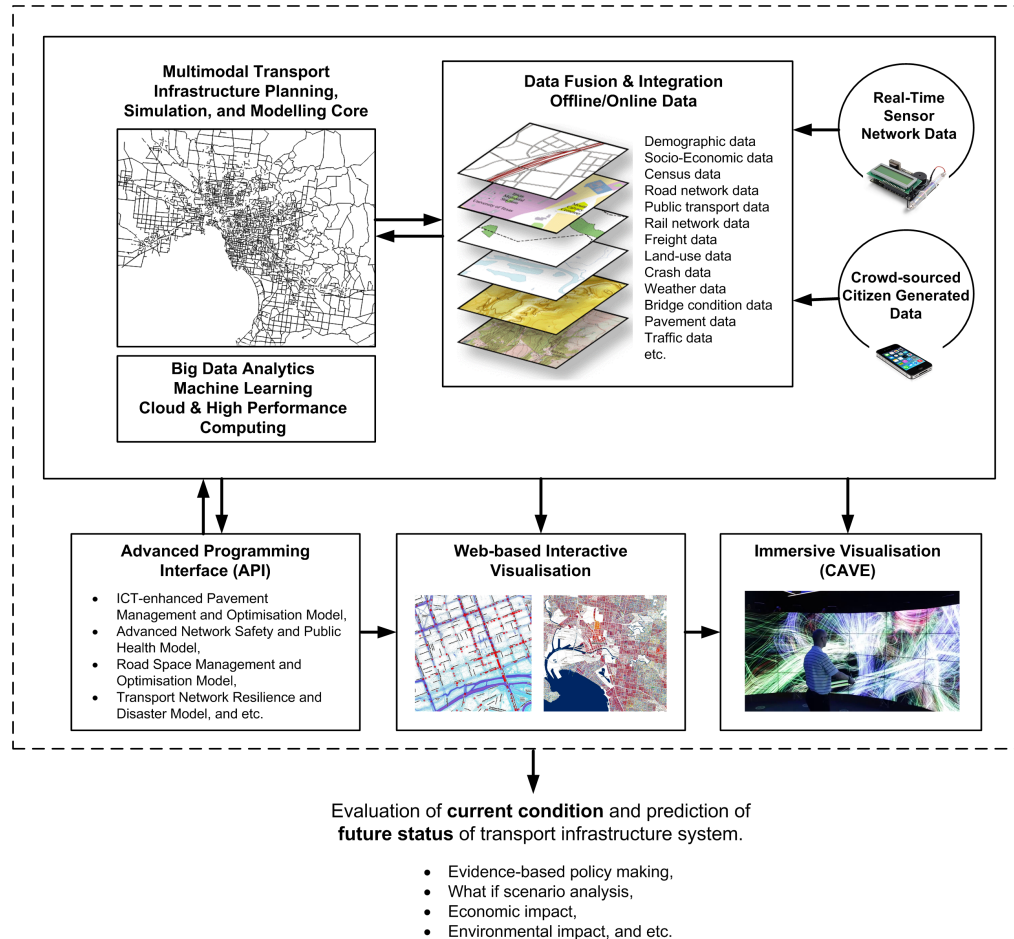 Multimodal Transport
Infrastructure Planning,
Simulation, and Modelling Core
Big Data Analytics
Machine Learning
Cloud & High Performance
Computing
Data Fusion & Integration
Offline/Online Data
Demographic data
Socio-Economic data
Census data
Road network data
Public transport data
Rail network data
Freight data
Land-use data
Crash data
Weather data
Bridge condition data
Pavement data
Traffic data
etc.
Real-Time
Sensor
Network Data
Crowd-sourced
Citizen Generated
Data
Advanced Programming
Interface (API)
• ICT-enhanced Pavement
Management and Optimisation Model,
• Advanced Network Safety and Public
Health Model,
• Road Space Management and
Optimisation Model,
• Transport Network Resilience and
Disaster Model, and etc.
Web-based Interactive
Visualisation
Immersive Visualisation
(CAVE)
Evaluation of current condition and prediction of
future status of transport infrastructure system.
• Evidence-based policy making,
• What if scenario analysis,
• Economic impact,
• Environmental impact, and etc.